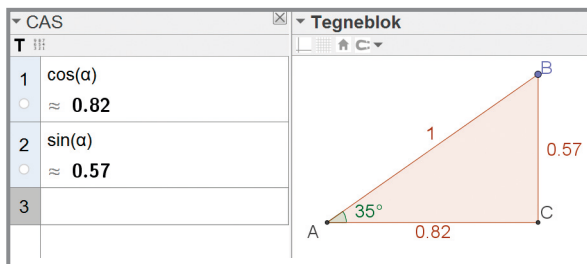 CAS
T
1 cos(α)
≈ 0.82
2 sin(α)
≈ 0.57
3
Tegneblok
B
1
0.57
35°
A
C
0.82